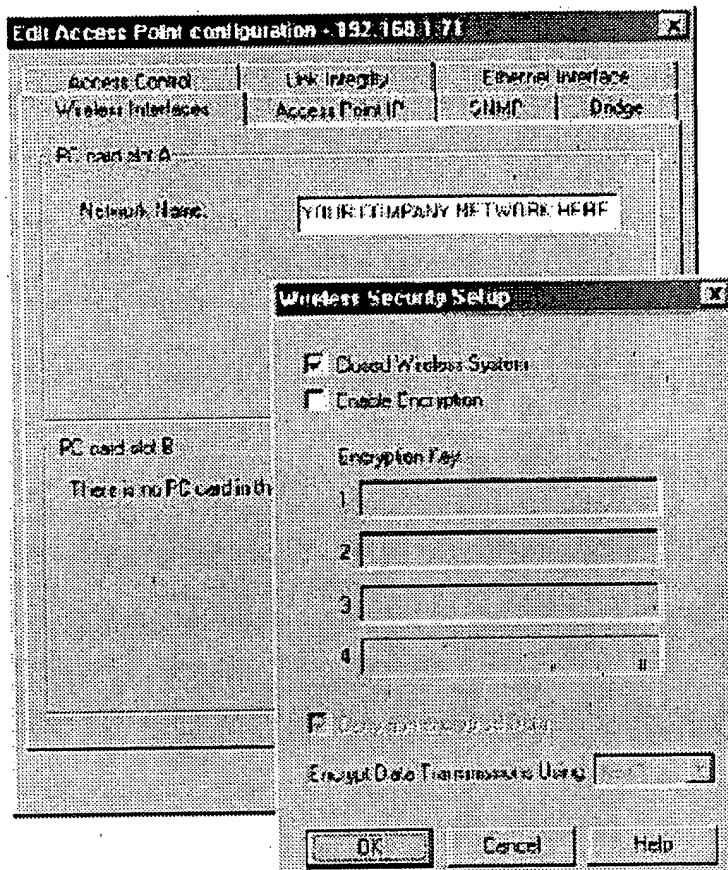 Edit Access Point configuration - 192.168.1.71
Access Control Link Integrity Ethernet Interface
Wireless Interfaces Access Point IP SNMP Bridge
PC card slot A
Network Name:
YOUR COMPANY NETWORK HERE
Wireless Security Setup
Closed Wireless System
Enable Encryption
PC card slot B
There is no PC card in th
Encryption Key
1
2
3
4
Encrypt Data Transmissions Using
OK Cancel Help